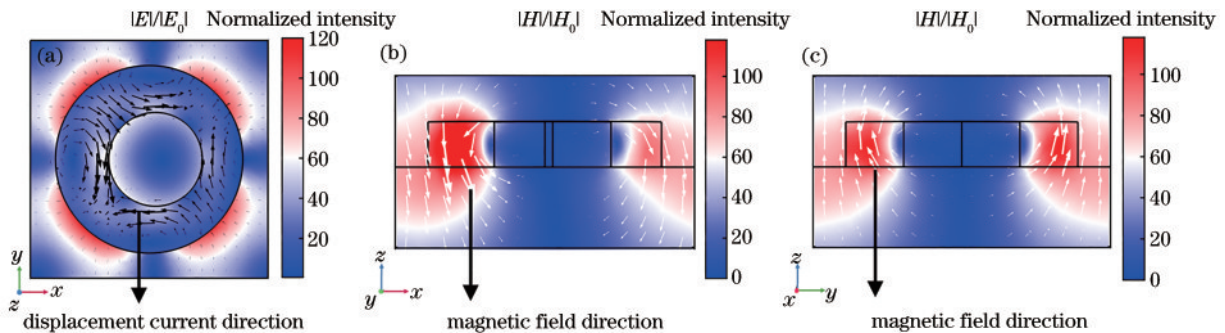 |E|/|E₀| Normalized intensity
(a)
120
100
80
60
40
20
y
z
x
displacement current direction
|H|/|H₀| Normalized intensity
(b)
100
80
60
40
20
0
z
y
x
magnetic field direction
|H|/|H₀| Normalized intensity
(c)
100
80
60
40
20
0
z
x
y
magnetic field direction